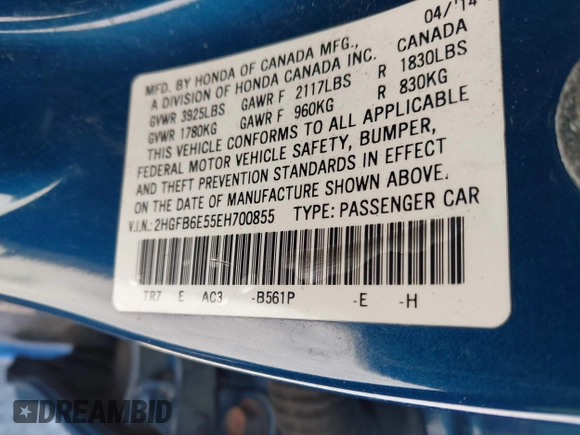 04/'14
MFD. BY HONDA OF CANADA MFG., CANADA
A DIVISION OF HONDA CANADA INC.
GVWR 3925LBS GAWR F 2117LBS R 1830LBS
GVWR 1780KG GAWR F 960KG R 830KG
THIS VEHICLE CONFORMS TO ALL APPLICABLE
FEDERAL MOTOR VEHICLE SAFETY, BUMPER,
AND THEFT PREVENTION STANDARDS IN EFFECT
ON THE DATE OF MANUFACTURE SHOWN ABOVE.
V.I.N.:2HGFB6E55EH700855 TYPE: PASSENGER CAR
TR7 E AC3 -B561P -E -H
DREAMBID